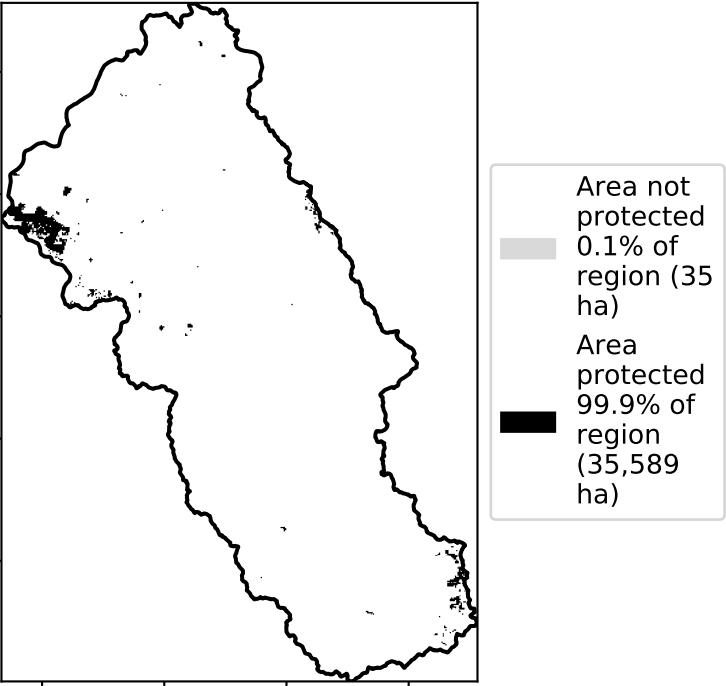 Area not
protected
0.1% of
region (35
ha)
Area
protected
99.9% of
region
(35,589
ha)